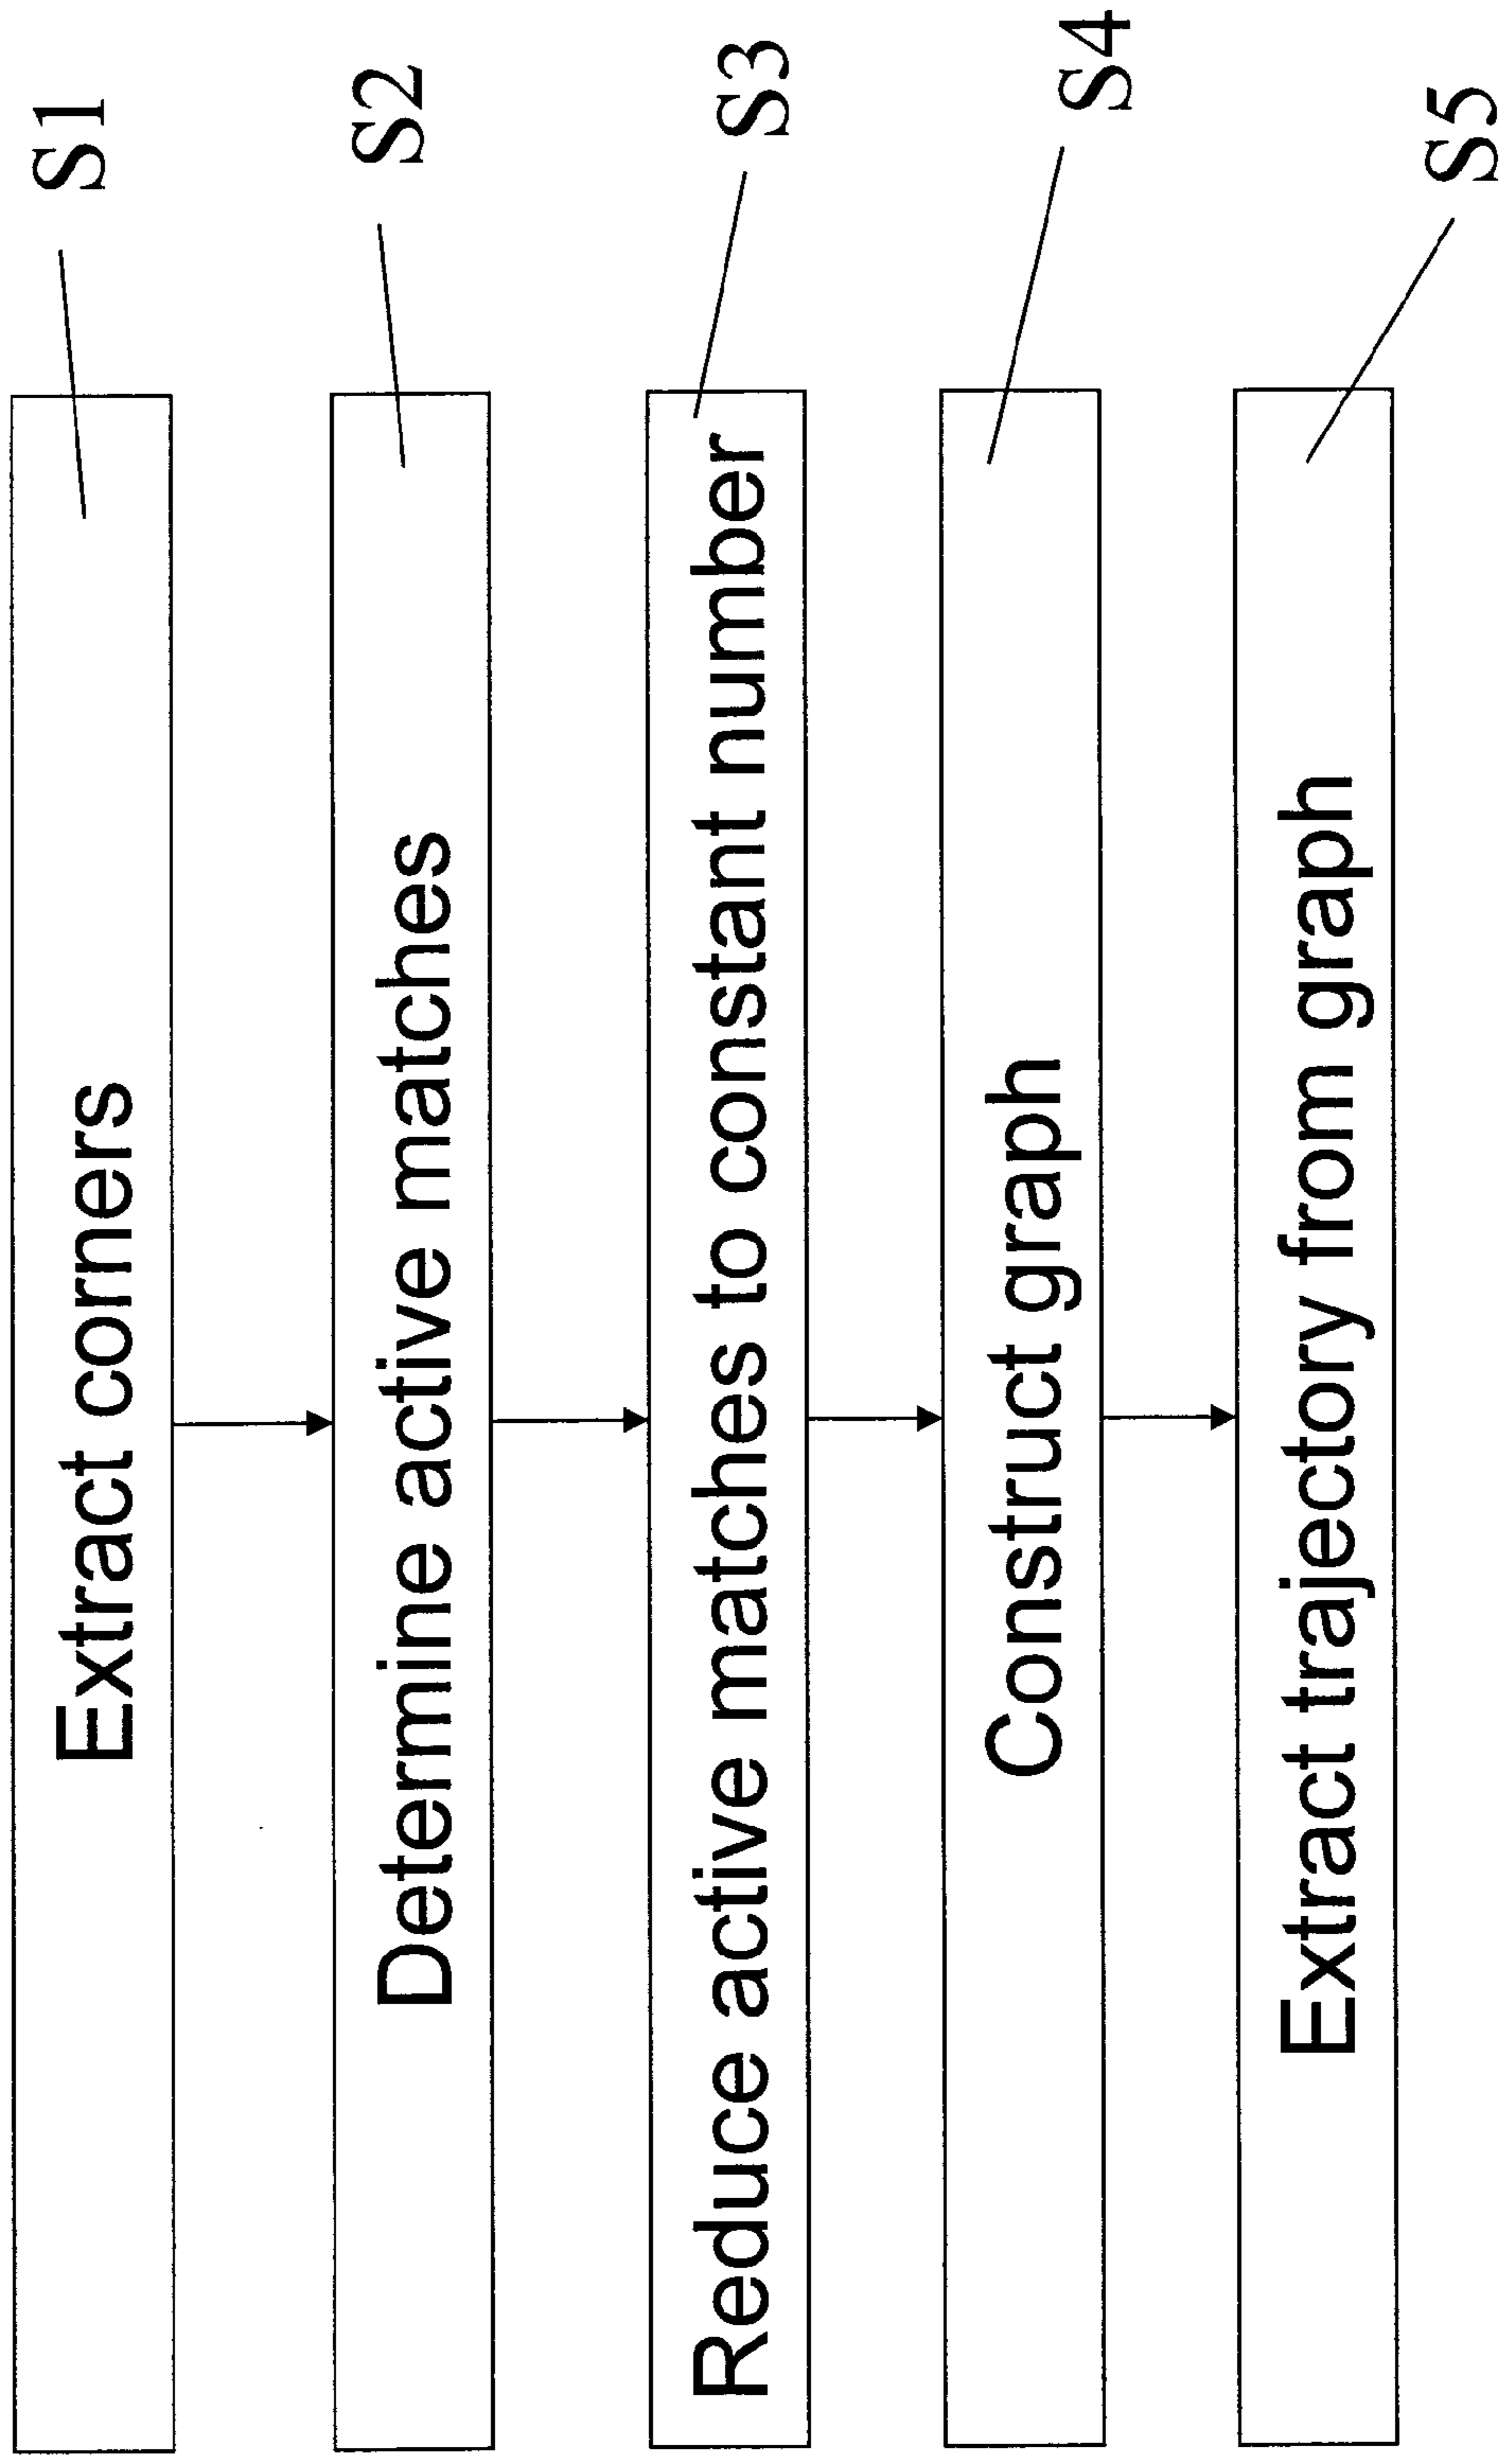 Extract corners
S1
Determine active matches
S2
Reduce active matches to constant number
S3
Construct graph
S4
Extract trajectory from graph
S5